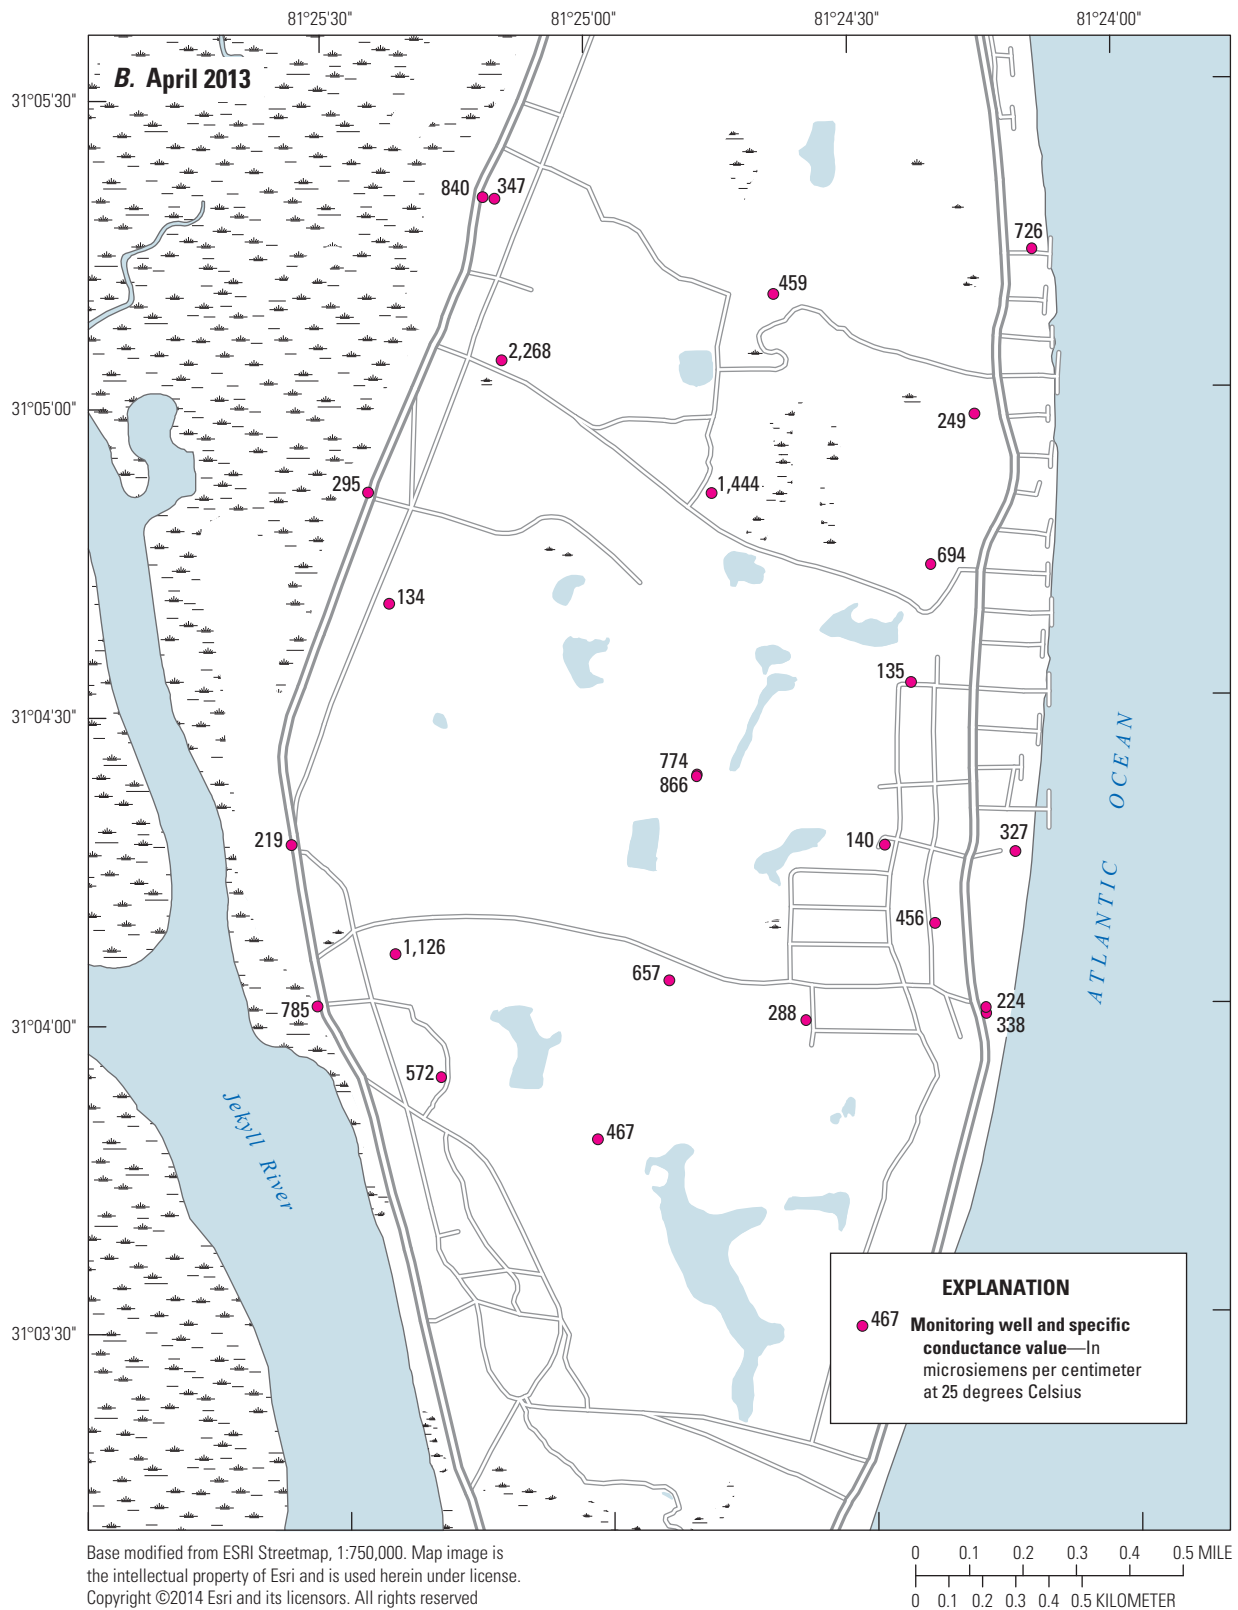 81°25'30"
81°25'00"
81°24'30"
81°24'00"
B. April 2013
31°05'30"
840
347
726
459
2,268
31°05'00"
249
295
1,444
694
134
135
31°04'30"
774
866
ATLANTIC OCEAN
219
140
327
456
1,126
657
785
288
224
338
31°04'00"
572
Jekyll River
467
EXPLANATION
467 Monitoring well and specific
conductance value—In
microsiemens per centimeter
at 25 degrees Celsius
31°03'30"
Base modified from ESRI Streetmap, 1:750,000. Map image is
the intellectual property of Esri and is used herein under license.
Copyright ©2014 Esri and its licensors. All rights reserved
0 0.1 0.2 0.3 0.4 0.5 MILE
0 0.1 0.2 0.3 0.4 0.5 KILOMETER